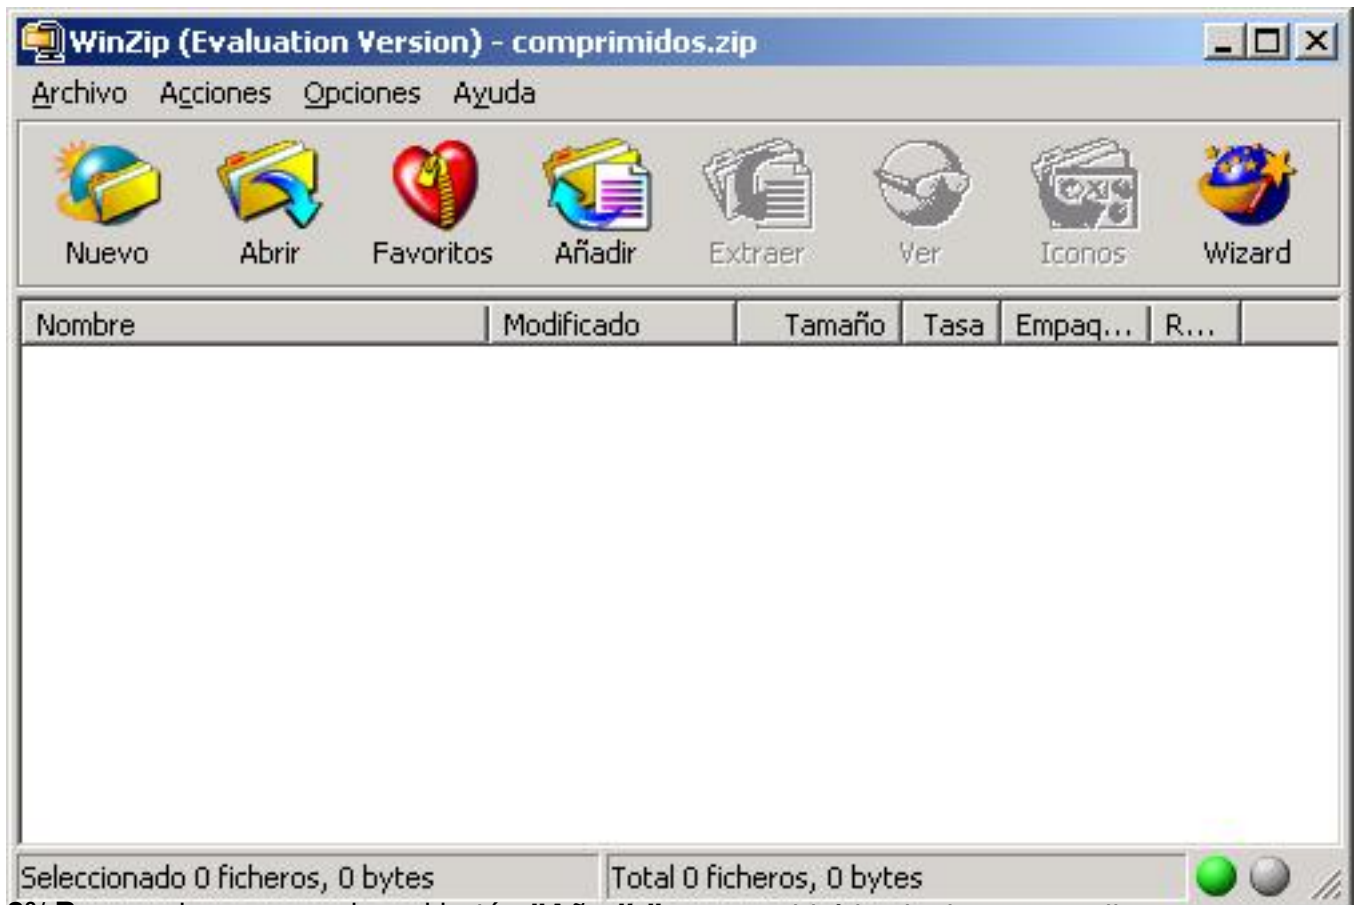 WinZip (Evaluation Version) - comprimidos.zip
Archivo Acciones Opciones Ayuda
Nuevo Abrir Favoritos Añadir Extraer Ver Iconos Wizard
Nombre Modificado Tamaño Tasa Empaq... R...
Seleccionado 0 ficheros, 0 bytes Total 0 ficheros, 0 bytes